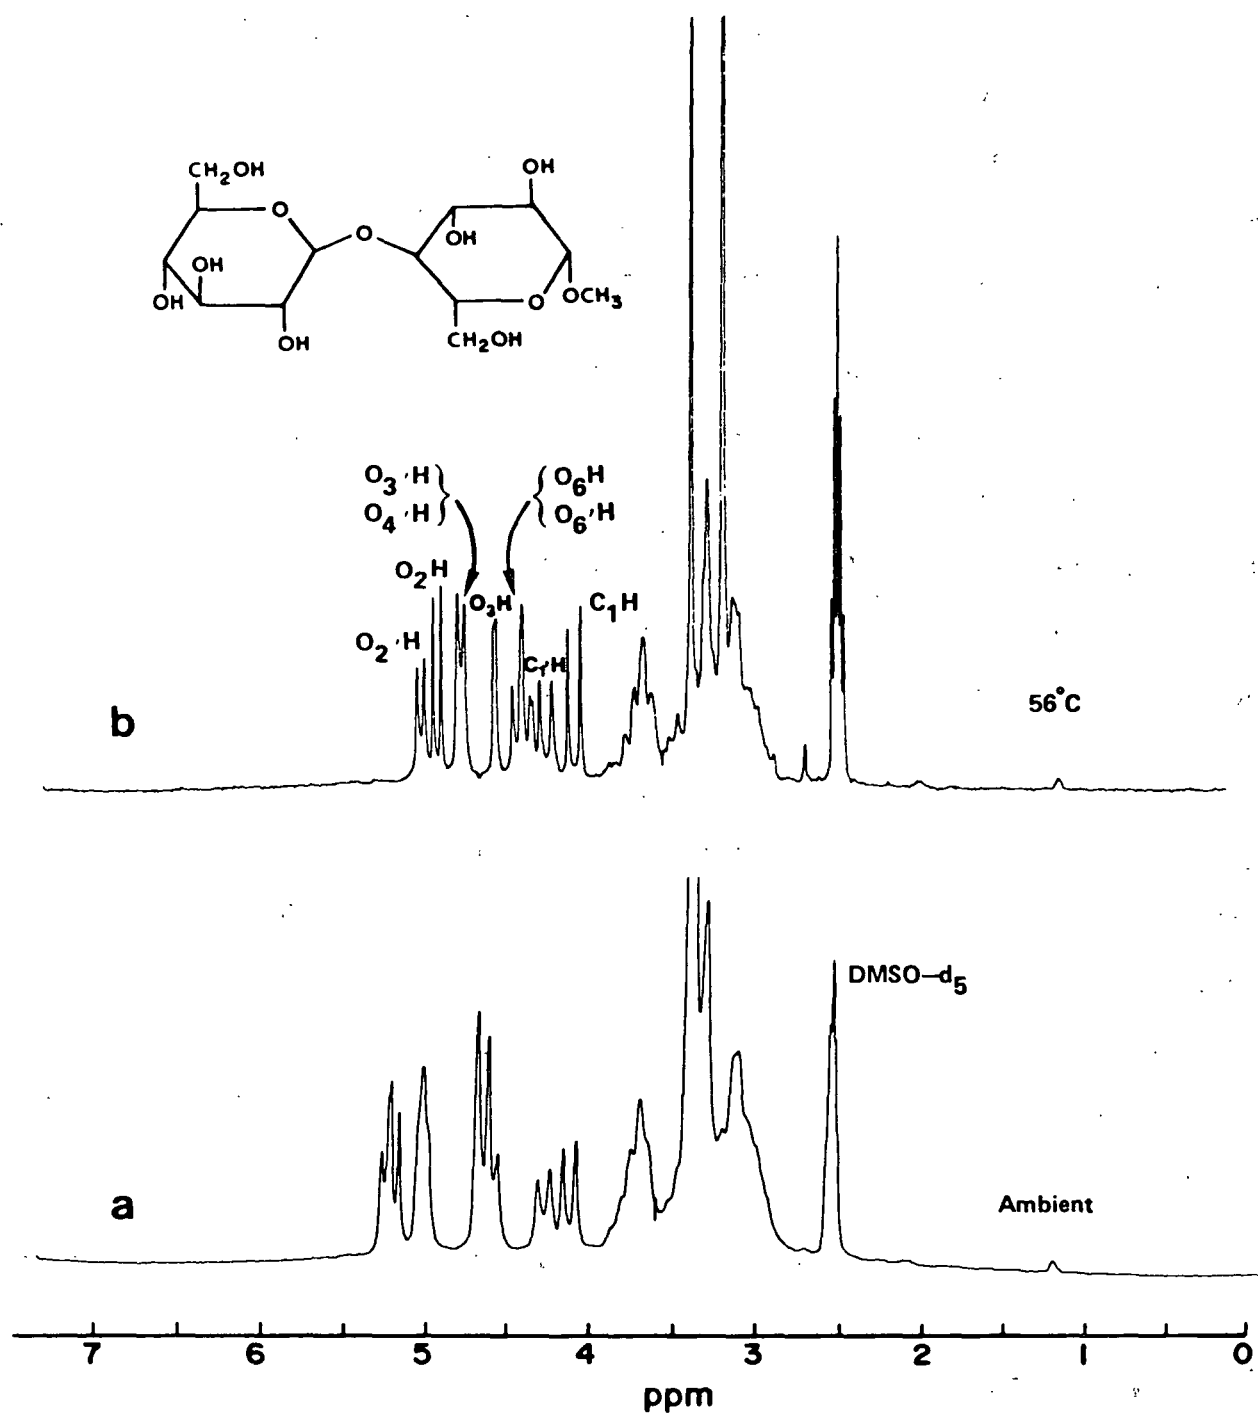 CH2OH
O
O
OH
OH
OH
OH
OH
OH
O
OCH3
CH2OH
O3'H
O4'H
O6H
O6'H
O2H
O3H
C1H
O2'H
C1'H
b
56°C
DMSO-d5
a
Ambient
7 6 5 4 3 2 1 0
ppm